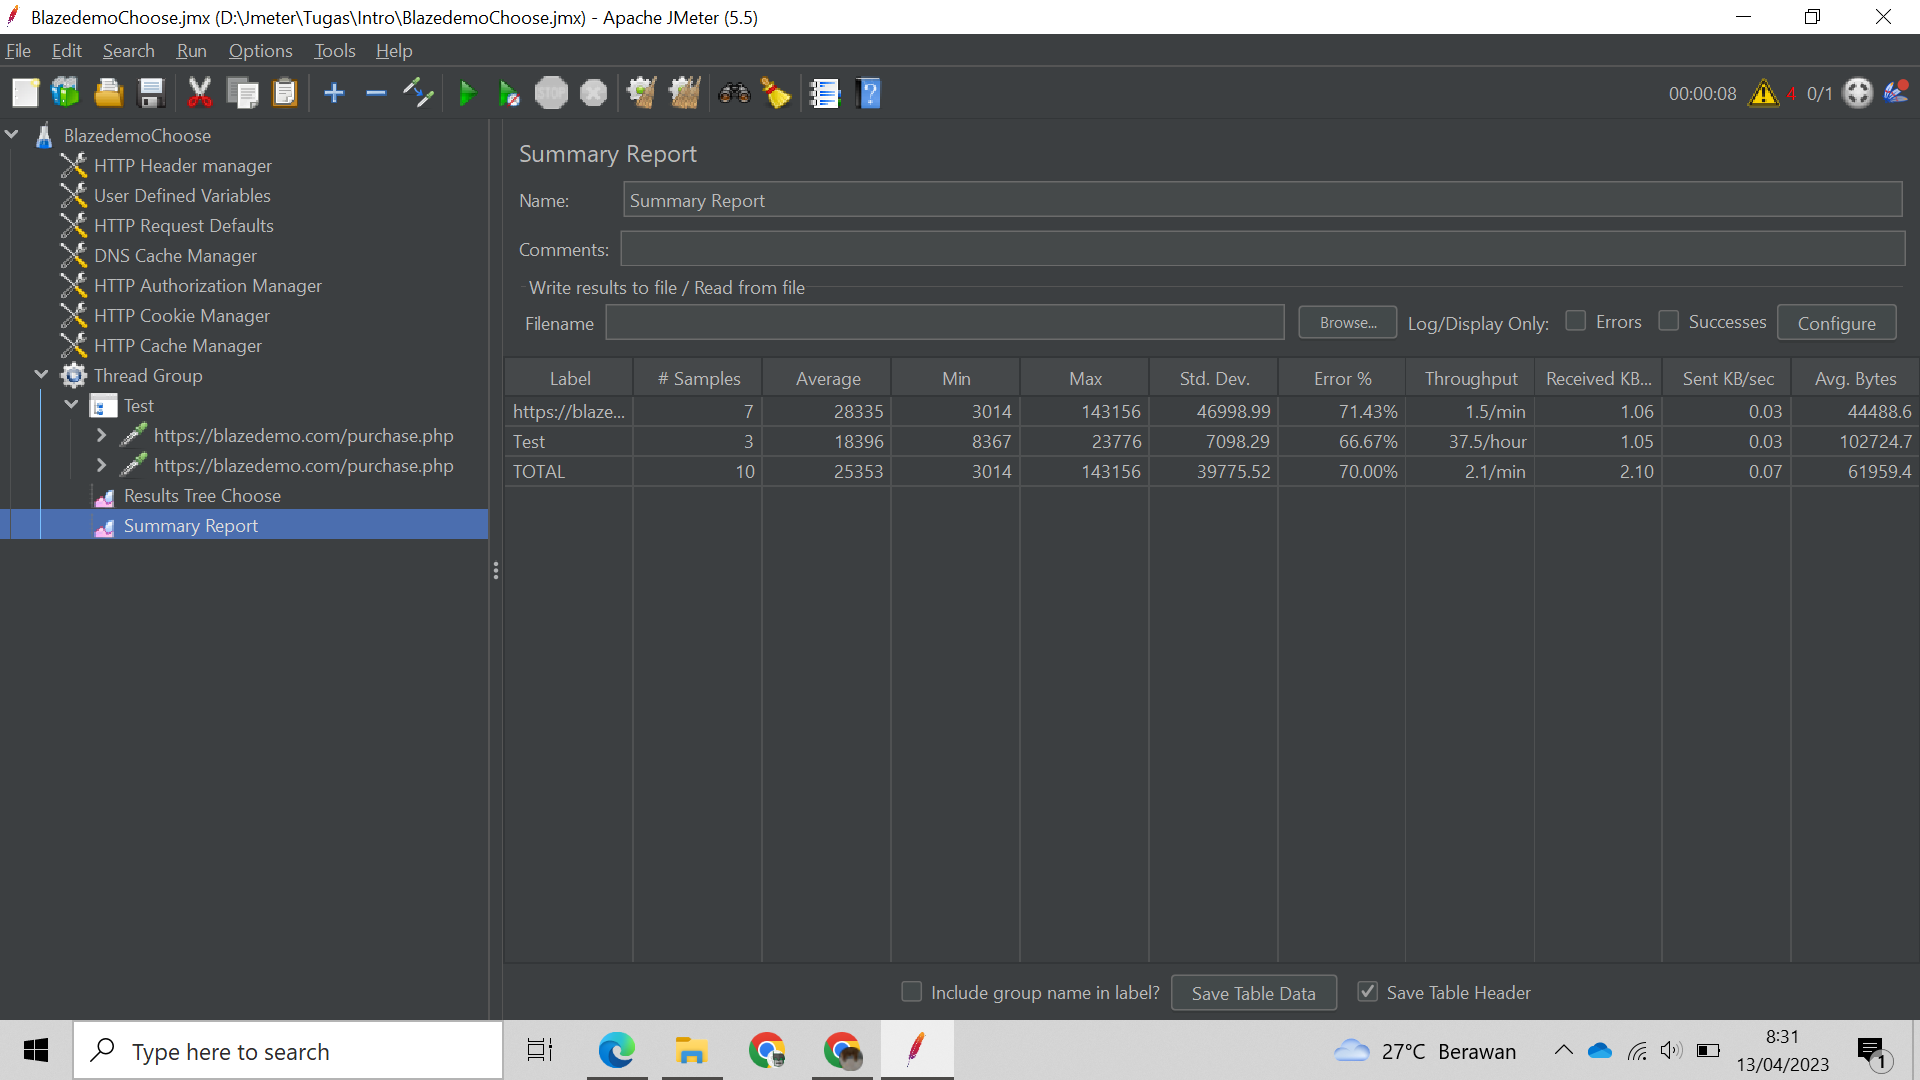 BlazedemoChoose.jmx (D:\Jmeter\Tugas\Intro\BlazedemoChoose.jmx) - Apache JMeter (5.5)
File Edit Search Run Options Tools Help
STOP
00:00:08 4 0/1
BlazedemoChoose
HTTP Header manager
User Defined Variables
HTTP Request Defaults
DNS Cache Manager
HTTP Authorization Manager
HTTP Cookie Manager
HTTP Cache Manager
Thread Group
Test
https://blazedemo.com/purchase.php
https://blazedemo.com/purchase.php
Results Tree Choose
Summary Report
Summary Report
Name: Summary Report
Comments:
Write results to file / Read from file
Filename Browse... Log/Display Only: Errors Successes Configure
Label # Samples Average Min Max Std. Dev. Error % Throughput Received KB... Sent KB/sec Avg. Bytes
https://blaze... 7 28335 3014 143156 46998.99 71.43% 1.5/min 1.06 0.03 44488.6
Test 3 18396 8367 23776 7098.29 66.67% 37.5/hour 1.05 0.03 102724.7
TOTAL 10 25353 3014 143156 39775.52 70.00% 2.1/min 2.10 0.07 61959.4
Include group name in label? Save Table Data Save Table Header
Type here to search
27°C Berawan
8:31
13/04/2023
1